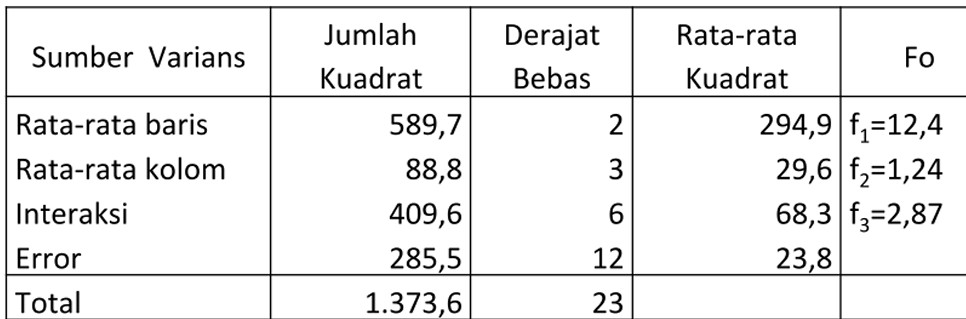 Sumber Varians Jumlah Kuadrat Derajat Bebas Rata-rata Kuadrat Fo
Rata-rata baris 589,7 2 294,9 f₁=12,4
Rata-rata kolom 88,8 3 29,6 f₂=1,24
Interaksi 409,6 6 68,3 f₃=2,87
Error 285,5 12 23,8
Total 1.373,6 23